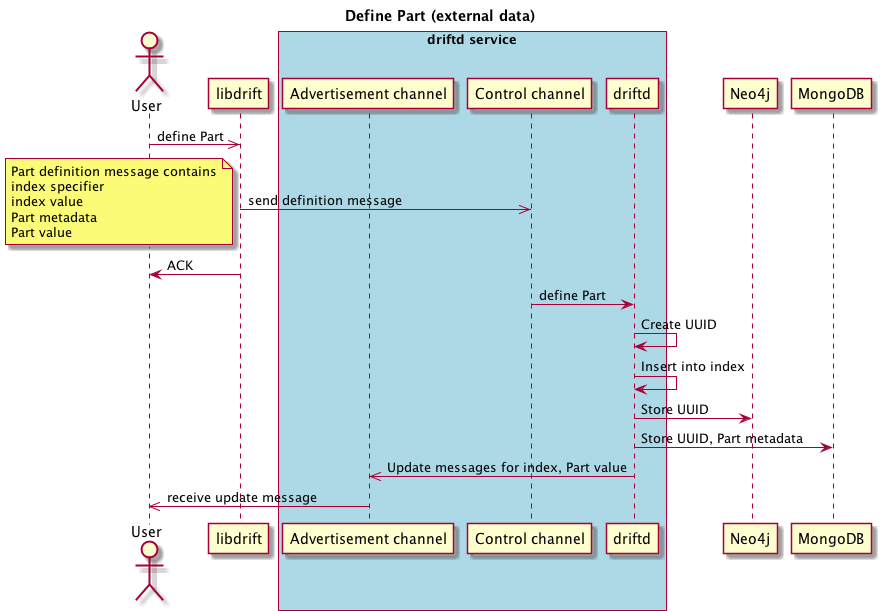 Define Part (external data)
driftd service
User
libdrift
Advertisement channel
Control channel
driftd
Neo4j
MongoDB
define Part
Part definition message contains
index specifier
index value
Part metadata
Part value
send definition message
ACK
define Part
Create UUID
Insert into index
Store UUID
Store UUID, Part metadata
Update messages for index, Part value
receive update message
User
libdrift
Advertisement channel
Control channel
driftd
Neo4j
MongoDB